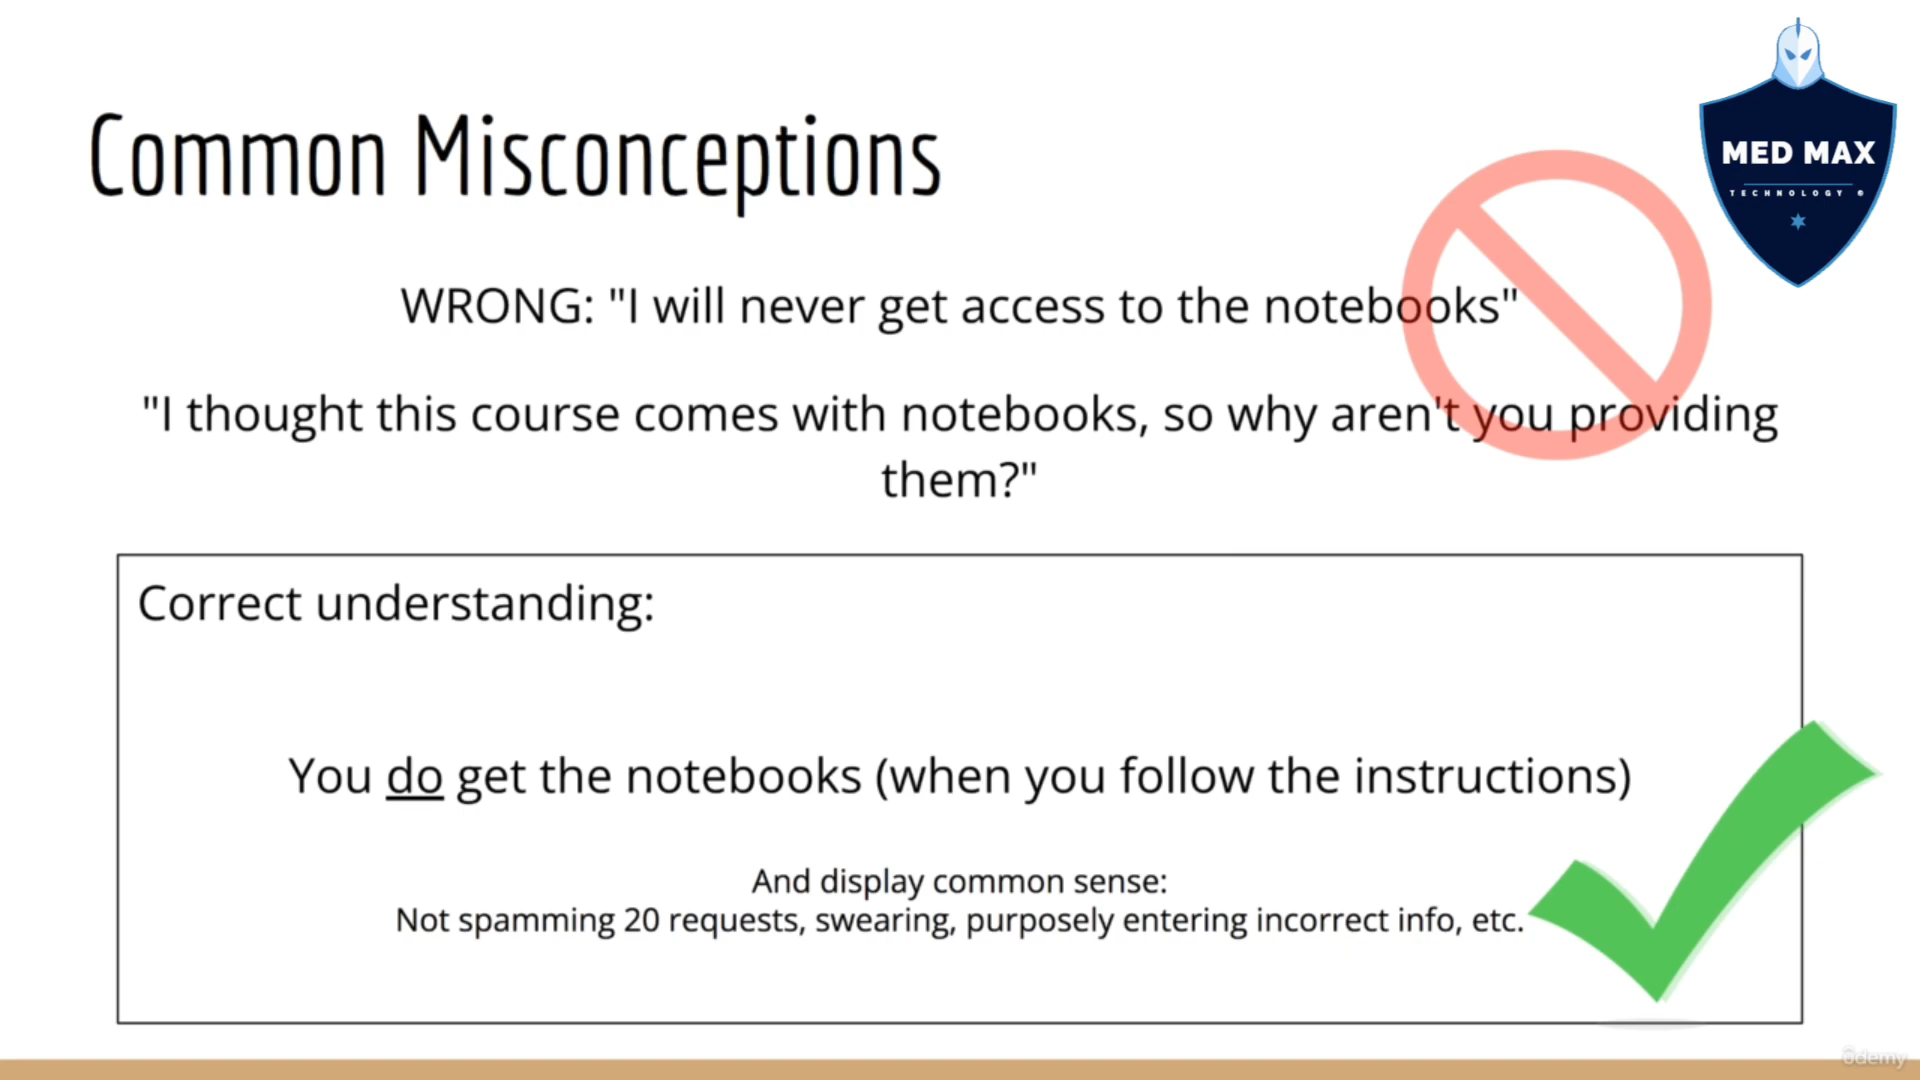 Common Misconceptions
MED MAX
TECHNOLOGY ®
WRONG: "I will never get access to the notebooks"
"I thought this course comes with notebooks, so why aren't you providing
them?"
Correct understanding:
You do get the notebooks (when you follow the instructions)
And display common sense:
Not spamming 20 requests, swearing, purposely entering incorrect info, etc.
ûdemy